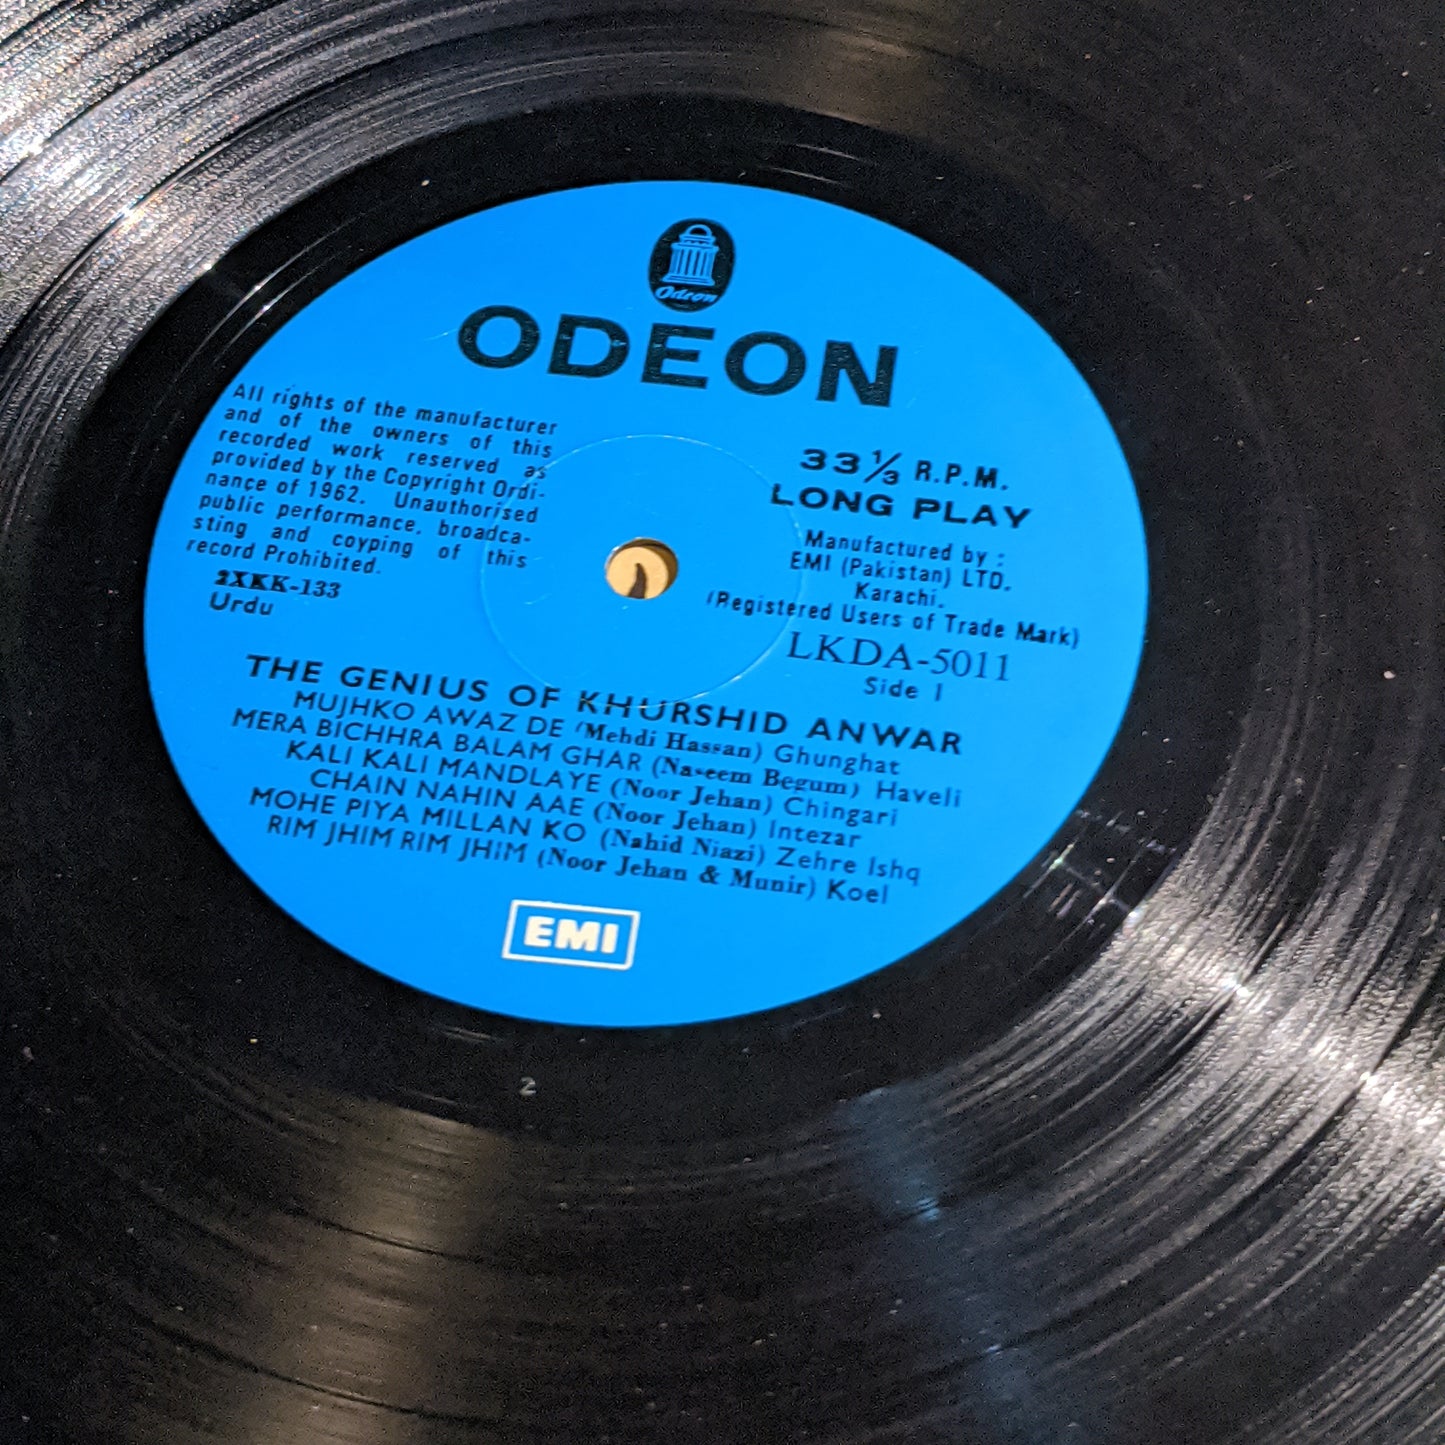 Odeon
ODEON
All rights of the manufacturer
and of the owners of this
recorded work reserved as
provided by the Copyright Ordi-
nance of 1962. Unauthorised
public performance, broadca-
sting and coyping of this
record Prohibited.
2XKK-133
Urdu
33⅓ R.P.M.
LONG PLAY
Manufactured by :
EMI (Pakistan) LTD.
Karachi.
(Registered Users of Trade Mark)
LKDA-5011
Side 1
THE GENIUS OF KHURSHID ANWAR
MUJHKO AWAZ DE (Mehdi Hassan) Ghunghat
MERA BICHHRA BALAM GHAR (Naseem Begum) Haveli
KALI KALI MANDLAYE (Noor Jehan) Chingari
CHAIN NAHIN AAE (Noor Jehan) Intezar
MOHE PIYA MILLAN KO (Nahid Niazi) Zehre Ishq
RIM JHIM RIM JHIM (Noor Jehan & Munir) Koel
EMI
2